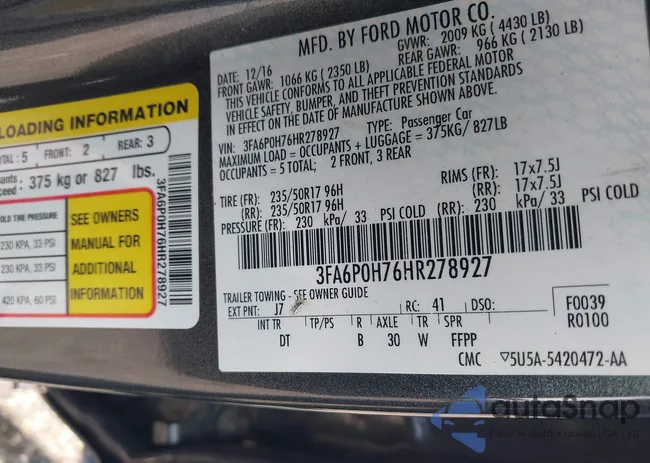 LOADING INFORMATION
TOTAL: 5 FRONT: 2 REAR: 3
375 kg or 827 lbs.
TIRE PRESSURE
230 KPA, 33 PSI
230 KPA, 33 PSI
420 KPA, 60 PSI
SEE OWNERS
MANUAL FOR
ADDITIONAL
INFORMATION
3FA6P0H76HR278927
MFD. BY FORD MOTOR CO.
DATE: 12/16 GVWR: 2009 KG (4430 LB)
FRONT GAWR: 1066 KG (2350 LB) REAR GAWR: 966 KG (2130 LB)
THIS VEHICLE CONFORMS TO ALL APPLICABLE FEDERAL MOTOR
VEHICLE SAFETY, BUMPER, AND THEFT PREVENTION STANDARDS
IN EFFECT ON THE DATE OF MANUFACTURE SHOWN ABOVE.
VIN: 3FA6P0H76HR278927 TYPE: Passenger Car
MAXIMUM LOAD = OCCUPANTS + LUGGAGE = 375KG/ 827LB
OCCUPANTS = 5 TOTAL; 2 FRONT, 3 REAR
TIRE (FR): 235/50R17 96H RIMS (FR): 17x7.5J
(RR): 235/50R17 96H (RR): 17x7.5J
PRESSURE (FR): 230 kPa/ 33 PSI COLD (RR): 230 kPa/ 33 PSI COLD
3FA6P0H76HR278927
TRAILER TOWING - SEE OWNER GUIDE
EXT PNT: J7 RC: 41 DSO: F0039
INT TR TP/PS R AXLE TR SPR R0100
DT B 30 W FFPP
CMC ▽5U5A-5420472-AA
autoSnap